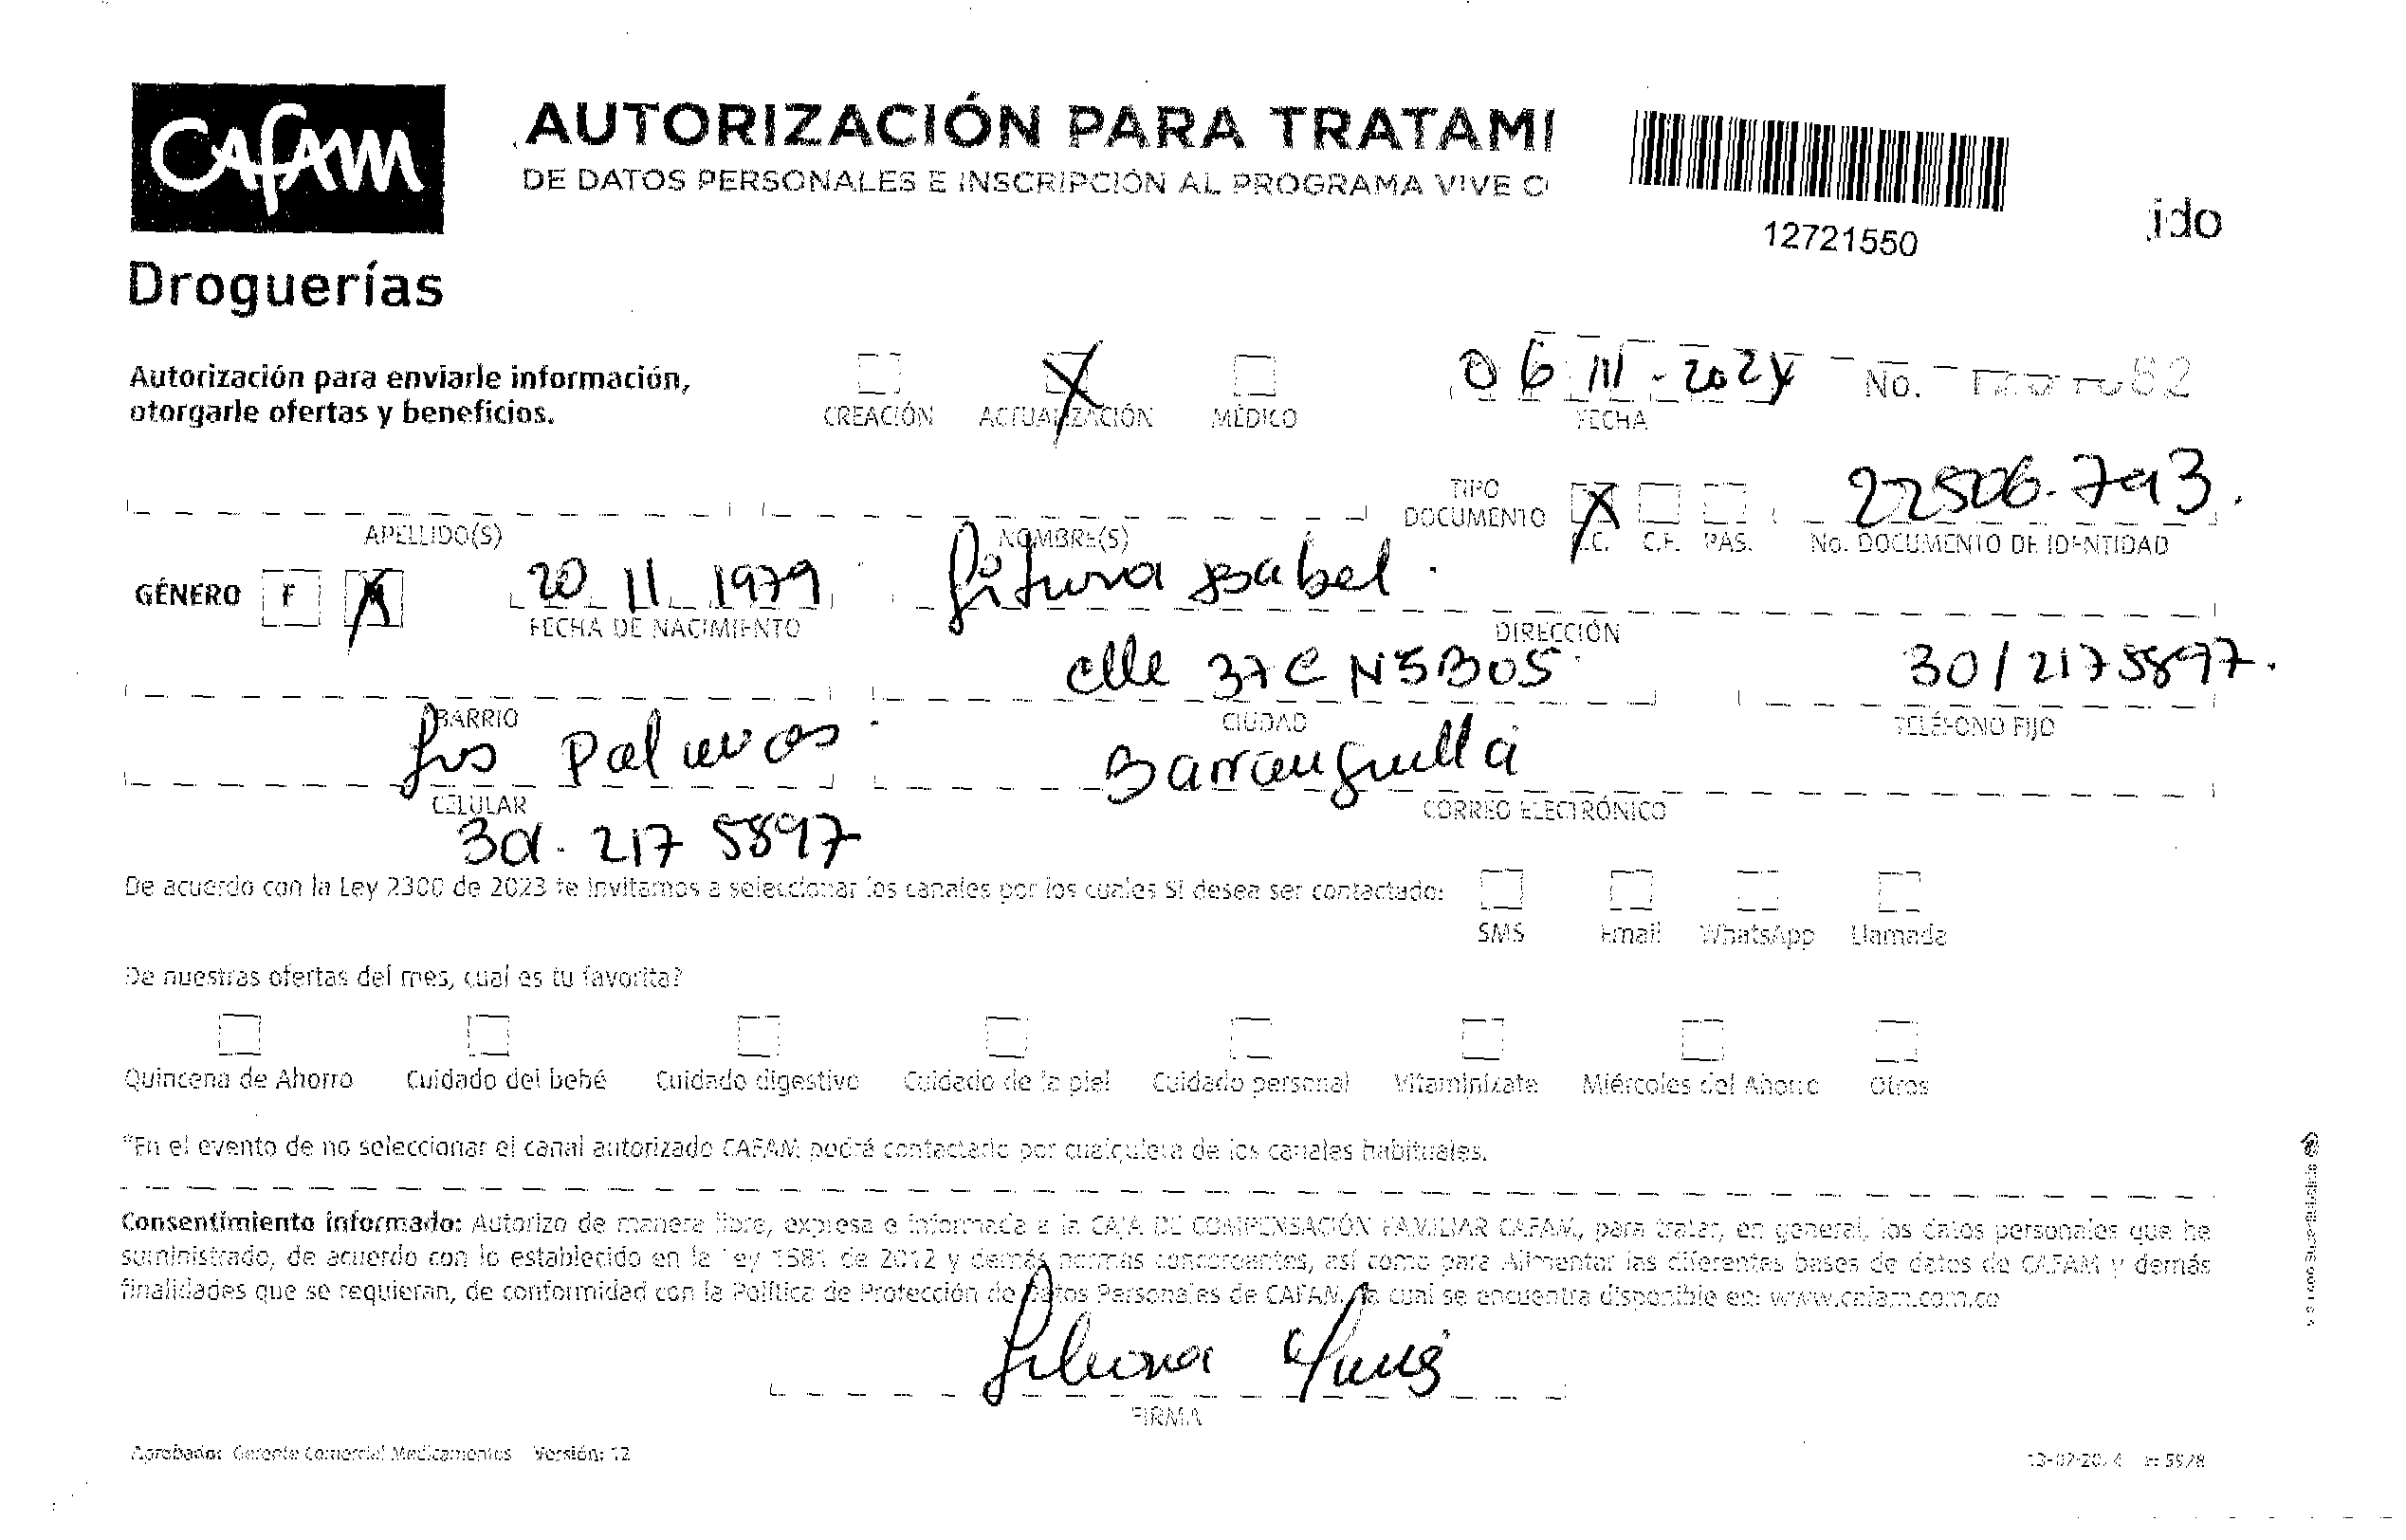 CAFAM
Droguerías
AUTORIZACIÓN PARA TRATAMI
DE DATOS PERSONALES E INSCRIPCIÓN AL PROGRAMA VIVE
12721550
ido
Autorización para enviarle información,
otorgarle ofertas y beneficios.
CREACIÓN ACTUALIZACIÓN MÉDICO
06 III - 2024 No.
FECHA
APELLIDO(S) NOMBRE(S)
TIPO
DOCUMENTO
X C.C. C.E. PAS.
22506.793.
No. DOCUMENTO DE IDENTIDAD
GÉNERO F M
20 11 1979
FECHA DE NACIMIENTO
Isabel
DIRECCIÓN
clle 37C N53
BARRIO
CIUDAD
30/2175897.
TELÉFONO FIJO
Palmas
Barranquilla
CELULAR
301-217 5897
CORREO ELECTRÓNICO
De acuerdo con la Ley 2300 de 2023 te invitamos a seleccionar los canales por los cuales SI desea ser contactado:
SMS Email WhatsApp Llamada
De nuestras ofertas del mes, cual es tu favorita?
Quincena de Ahorro Cuidado del bebé Cuidado digestivo Cuidado de la piel Cuidado personal Vitaminízate Miércoles del Ahorro Otros
*En el evento de no seleccionar el canal autorizado CAFAM podrá contactarlo por cualquiera de los canales habituales.
Consentimiento informado: Autorizo de manera libre, expresa e informada a la CAJA DE COMPENSACIÓN FAMILIAR CAFAM, para tratar, en general, los datos personales que he
suministrado, de acuerdo con lo establecido en la Ley 1581 de 2012 y demás normas concordantes, así como para Alimentar las diferentes bases de datos de CAFAM y demás
finalidades que se requieran, de conformidad con la Política de Protección de Datos Personales de CAFAM, la cual se encuentra disponible en: www.cafam.com.co
FIRMA
Aprobado: Gerente Comercial Medicamentos Versión: 12